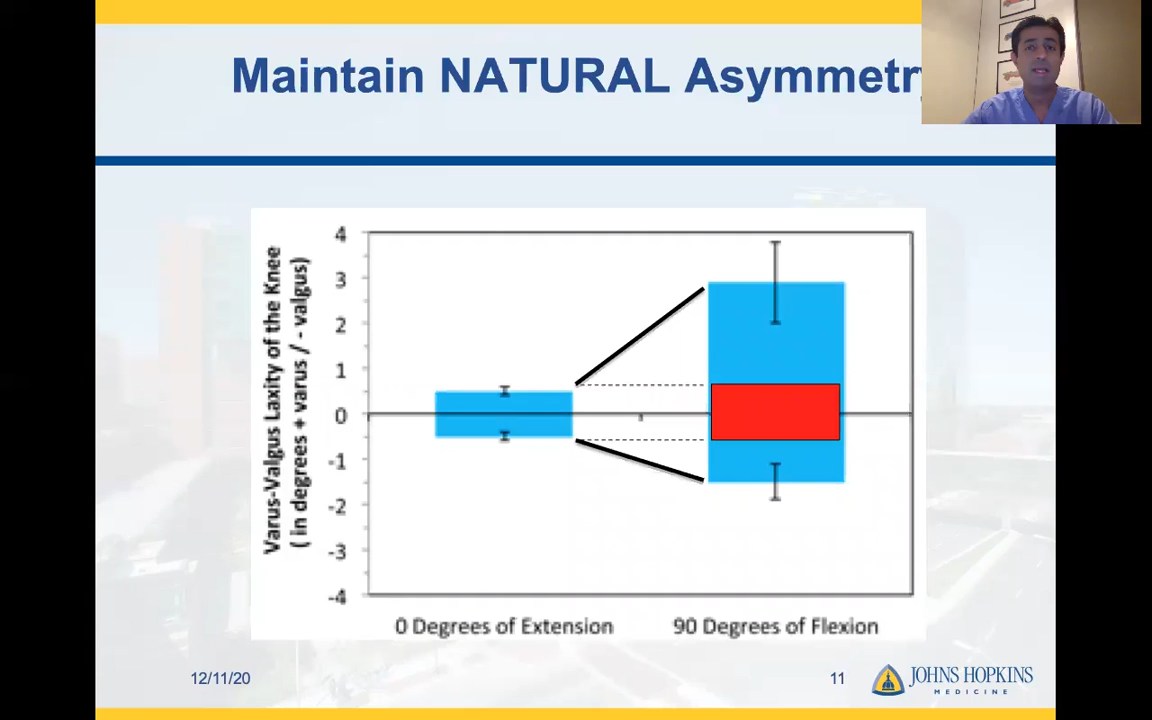 Maintain NATURAL Asymmetry
Varus-Valgus Laxity of the Knee
( in degrees + varus / - valgus)
4
3
2
1
0
-1
-2
-3
-4
0 Degrees of Extension
90 Degrees of Flexion
12/11/20
11
JOHNS HOPKINS
MEDICINE